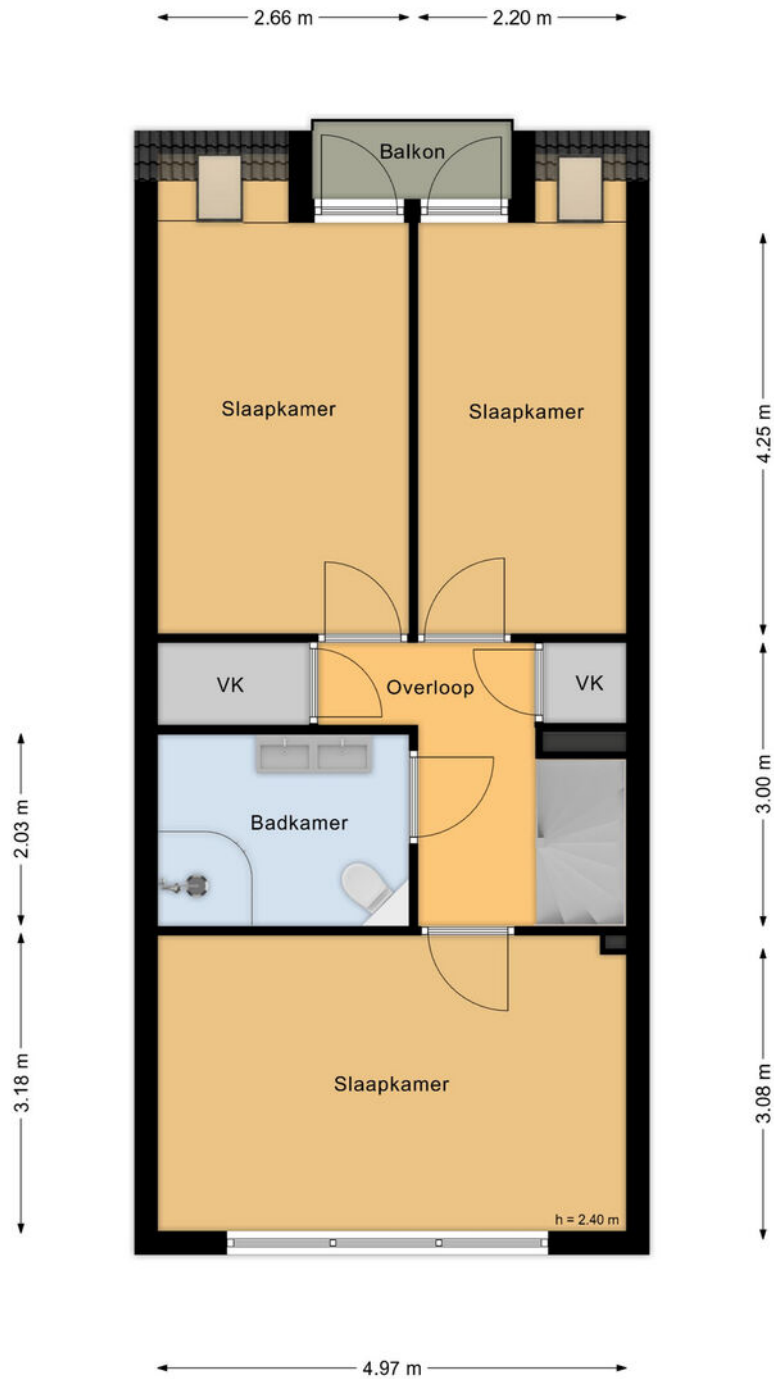 2.66 m
2.20 m
Balkon
Slaapkamer
Slaapkamer
4.25 m
VK
Overloop
VK
2.03 m
Badkamer
3.00 m
3.18 m
Slaapkamer
3.08 m
h = 2.40 m
4.97 m